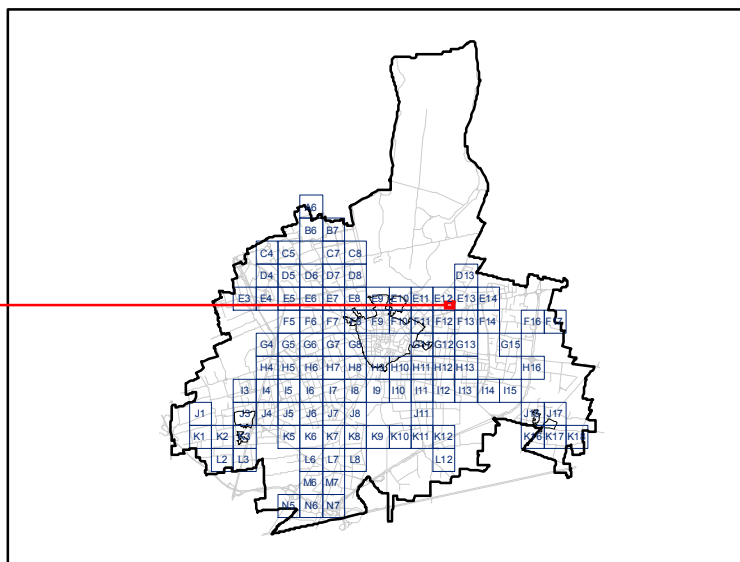 A6
B6 B7
C4 C5 C7 C8
D4 D5 D6 D7 D8 D13
E3 E4 E5 E6 E7 E8 E9 E10 E11 E12 E13 E14
F5 F6 F7 F9 F10 F11 F12 F13 F14 F16
G4 G5 G6 G7 G8 G12 G13 G15
H4 H5 H6 H7 H8 H9 H10 H11 H12 H13 H16
I3 I4 I5 I6 I7 I8 I9 I10 I11 I12 I13 I14 I15
J1 J3 J4 J5 J6 J7 J8 J11 J17
K1 K2 K5 K6 K7 K8 K9 K10 K11 K12 K16 K17 K18
L2 L3 L6 L7 L8 L12
M6 M7
N5 N6 N7